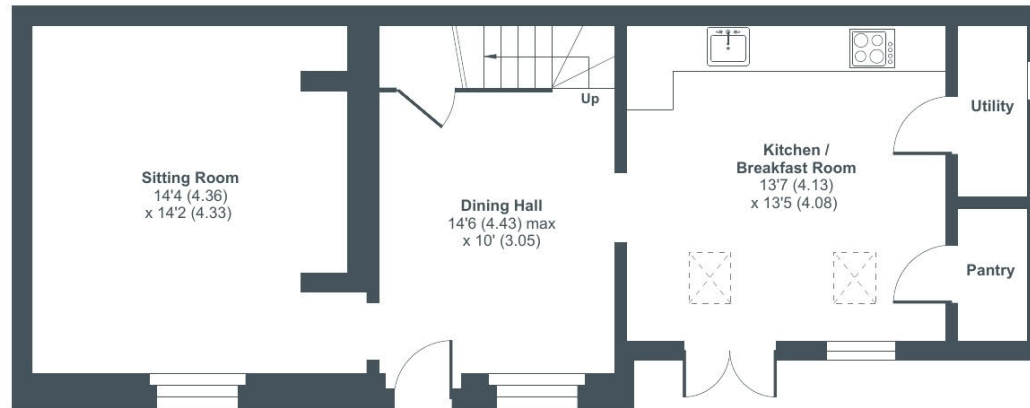 Sitting Room
14'4 (4.36)
x 14'2 (4.33)
Up
Dining Hall
14'6 (4.43) max
x 10' (3.05)
Kitchen /
Breakfast Room
13'7 (4.13)
x 13'5 (4.08)
Utility
Pantry